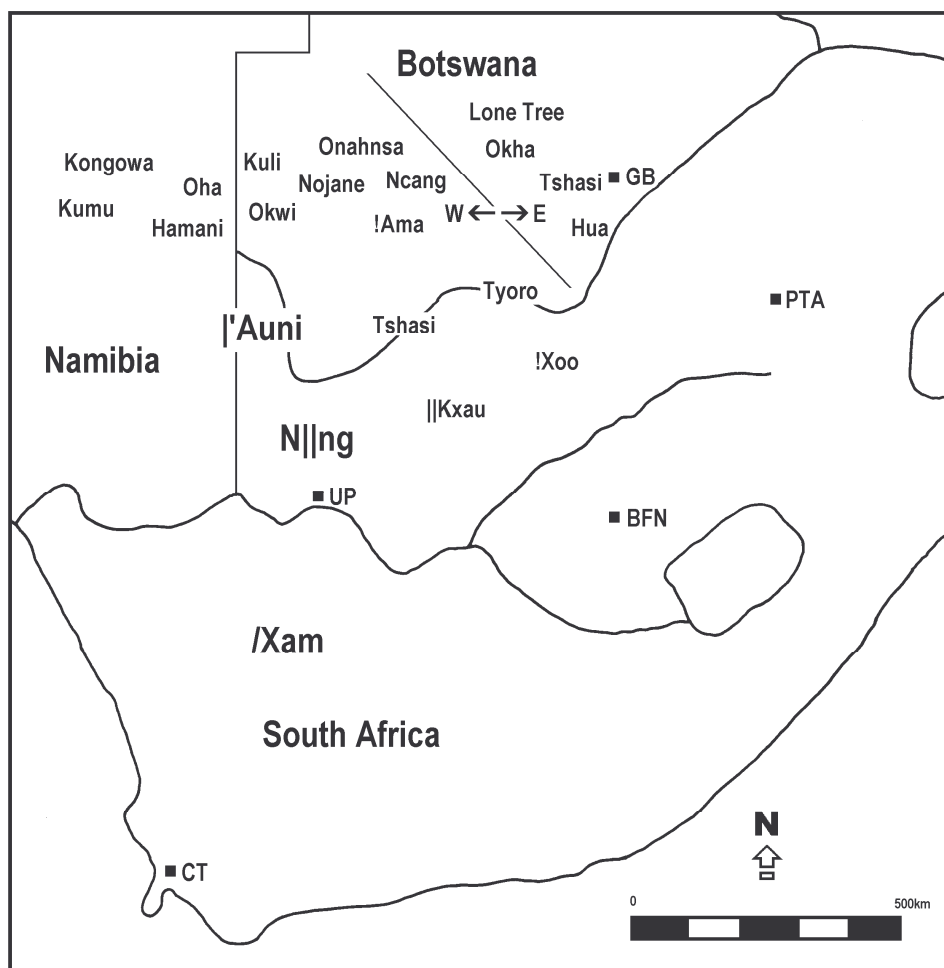 Botswana
Lone Tree
Onahnsa
Okha
Kongowa
Kuli
Oha
Nojane
Ncang
Tshasi
GB
Kumu
Okwi
W
E
Hamani
!Ama
Hua
Tyoro
PTA
|'Auni
Tshasi
Namibia
!Xoo
||Kxau
N||ng
UP
BFN
/Xam
South Africa
N
CT
0
500km